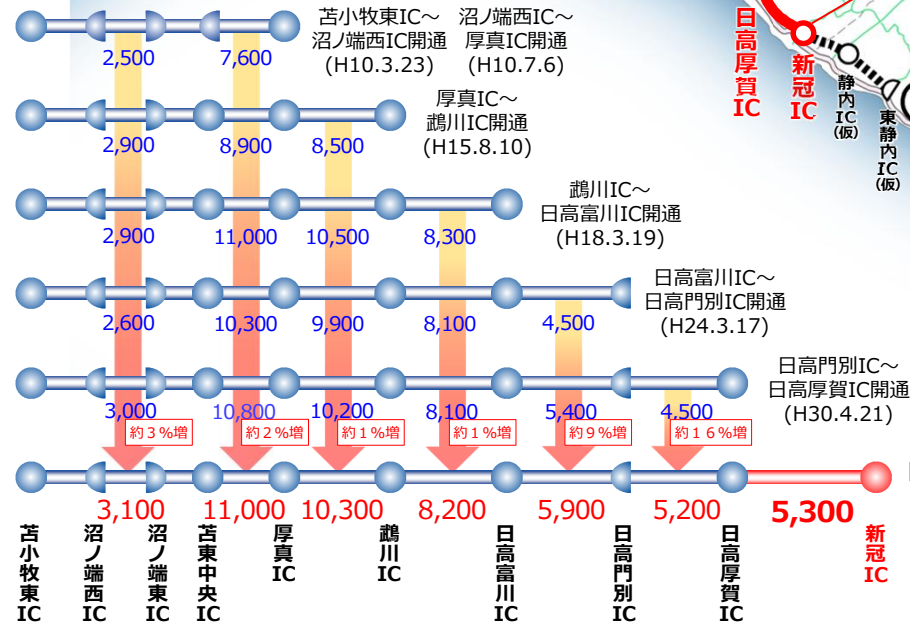 苫小牧東IC～
沼ノ端西IC開通
(H10.3.23)
沼ノ端西IC～
厚真IC開通
(H10.7.6)
2,500
7,600
日高厚賀IC
新冠IC
静内IC(仮)
東静内IC(仮)
厚真IC～
鵡川IC開通
(H15.8.10)
2,900
8,900
8,500
鵡川IC～
日高富川IC開通
(H18.3.19)
2,900
11,000
10,500
8,300
日高富川IC～
日高門別IC開通
(H24.3.17)
2,600
10,300
9,900
8,100
4,500
日高門別IC～
日高厚賀IC開通
(H30.4.21)
3,000
10,800
10,200
8,100
5,400
4,500
約３%増
約２%増
約１%増
約１%増
約９%増
約１６%増
3,100
11,000
10,300
8,200
5,900
5,200
5,300
苫小牧東IC
沼ノ端西IC
沼ノ端東IC
苫東中央IC
厚真IC
鵡川IC
日高富川IC
日高門別IC
日高厚賀IC
新冠IC